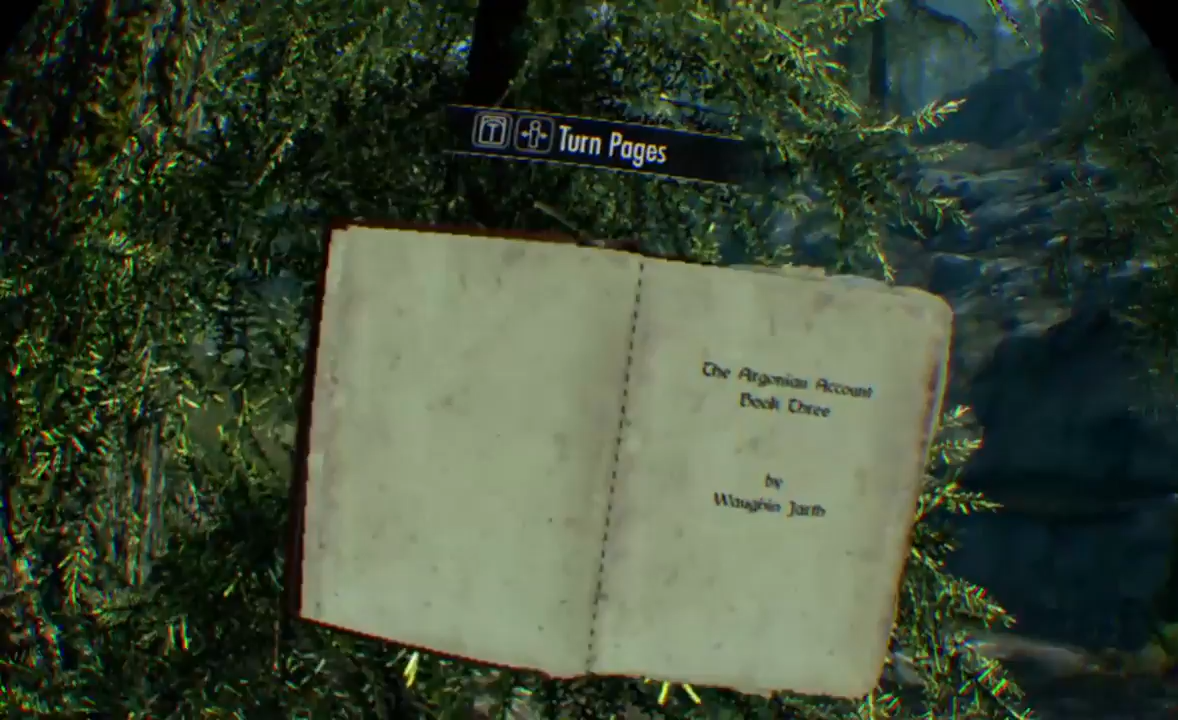 T Turn Pages
The Argonian Account
Book Three
by
Waughin Jarth